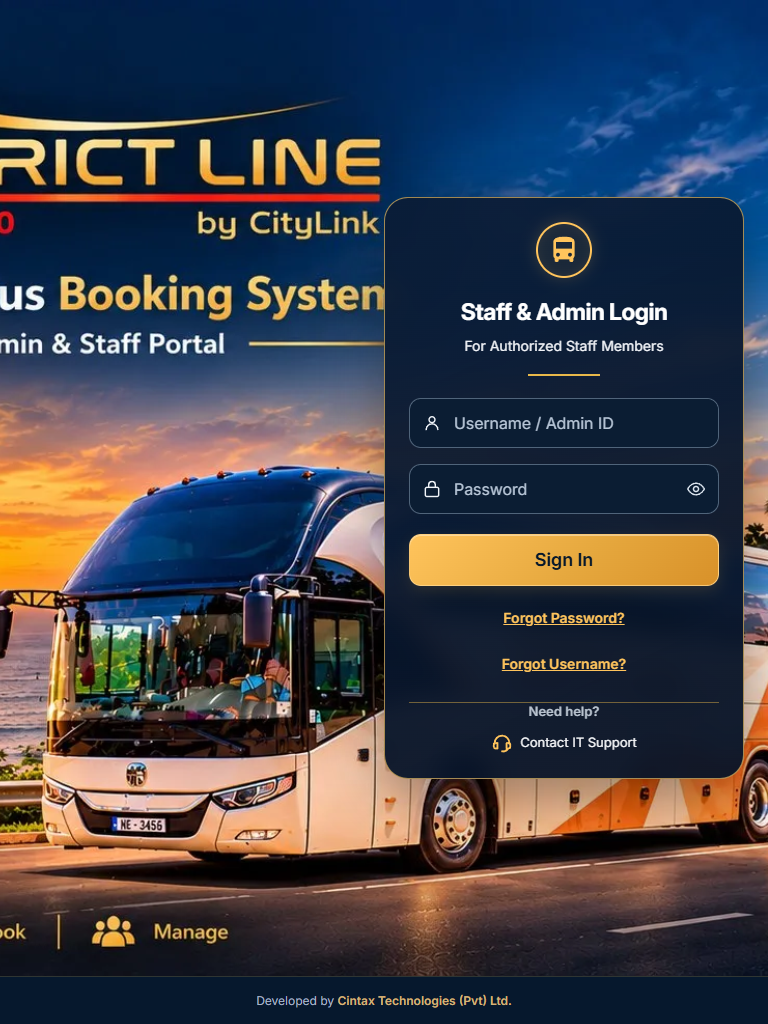 RICT LINE
0
by CityLink
us Booking System
min & Staff Portal
Staff & Admin Login
For Authorized Staff Members
Username / Admin ID
Password
Sign In
Forgot Password?
Forgot Username?
Need help?
Contact IT Support
NE - 3456
ook
Manage
Developed by Cintax Technologies (Pvt) Ltd.